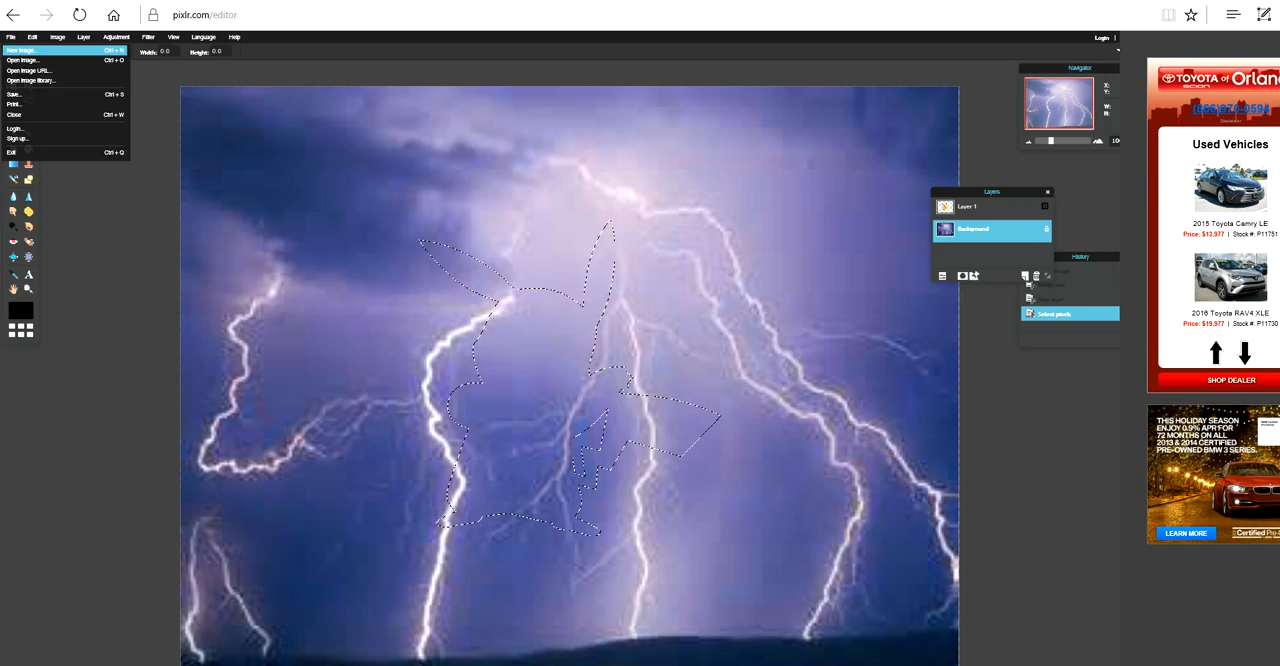 pixlr.com/editor
File Edit Image Layer Adjustment Filter View Language Help
Login
New image... Ctrl + N
Open image... Ctrl + O
Open image URL...
Open image library...
Save... Ctrl + S
Print...
Close Ctrl + W
Login...
Sign up...
Exit Ctrl + Q
Width: 0.0 Height: 0.0
Navigator
X:
Y:
W:
H:
Layers
Layer 1
Background
History
Select pixels
TOYOTA of Orlan
SCION
(866)979-0594
Used Vehicles
2015 Toyota Camry LE
Price: $13,977 | Stock #: P11751
2016 Toyota RAV4 XLE
Price: $19,977 | Stock #: P11730
SHOP DEALER
THIS HOLIDAY SEASON
ENJOY 0.9% APR FOR
72 MONTHS ON ALL
2013 & 2014 CERTIFIED
PRE-OWNED BMW 3 SERIES.
LEARN MORE
Certified Pre-